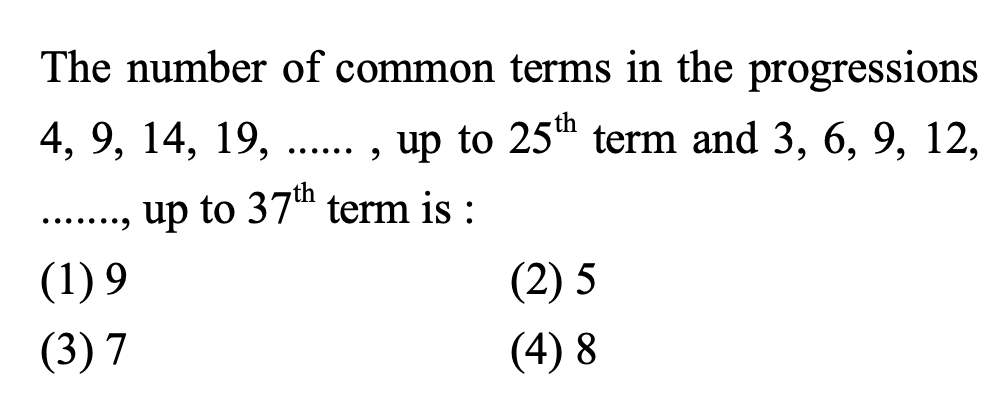 The number of common terms in the progressions
4, 9, 14, 19, ...... , up to 25th term and 3, 6, 9, 12,
......., up to 37th term is :
(1) 9 (2) 5
(3) 7 (4) 8